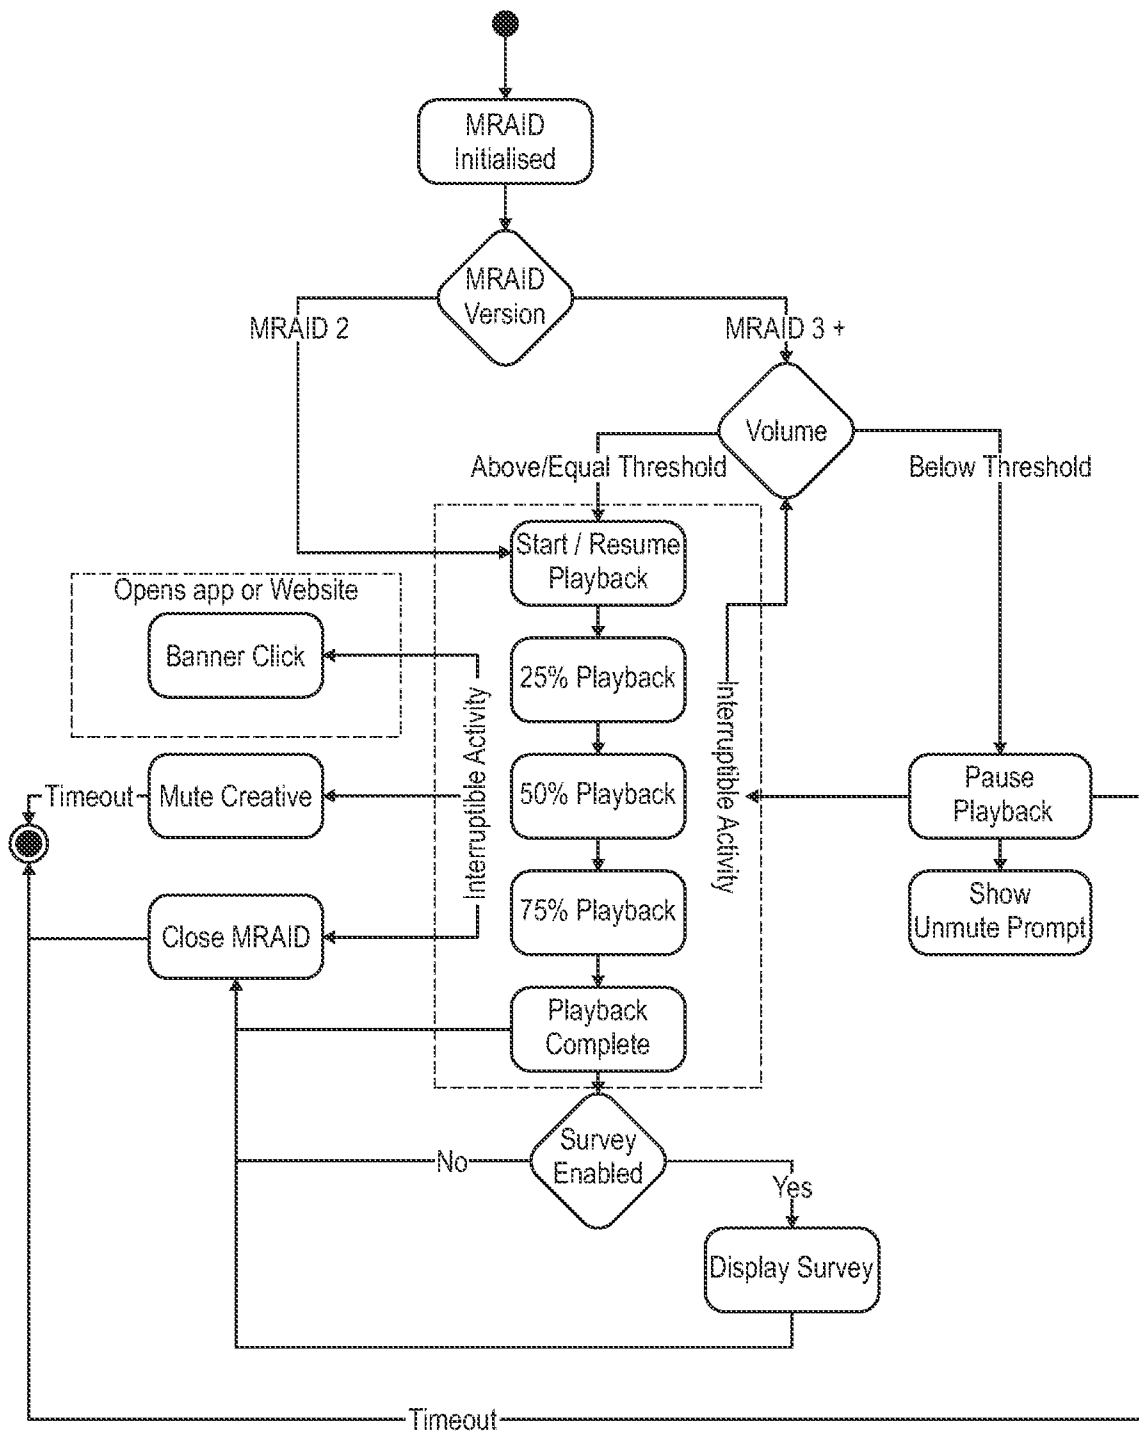 MRAID
Initialised
MRAID
Version
MRAID 2
MRAID 3 +
Volume
Above/Equal Threshold
Below Threshold
Start / Resume
Playback
Opens app or Website
Banner Click
25% Playback
Interruptible Activity
Interruptible Activity
Timeout
Mute Creative
50% Playback
Pause
Playback
Close MRAID
75% Playback
Show
Unmute Prompt
Playback
Complete
Survey
Enabled
No
Yes
Display Survey
Timeout